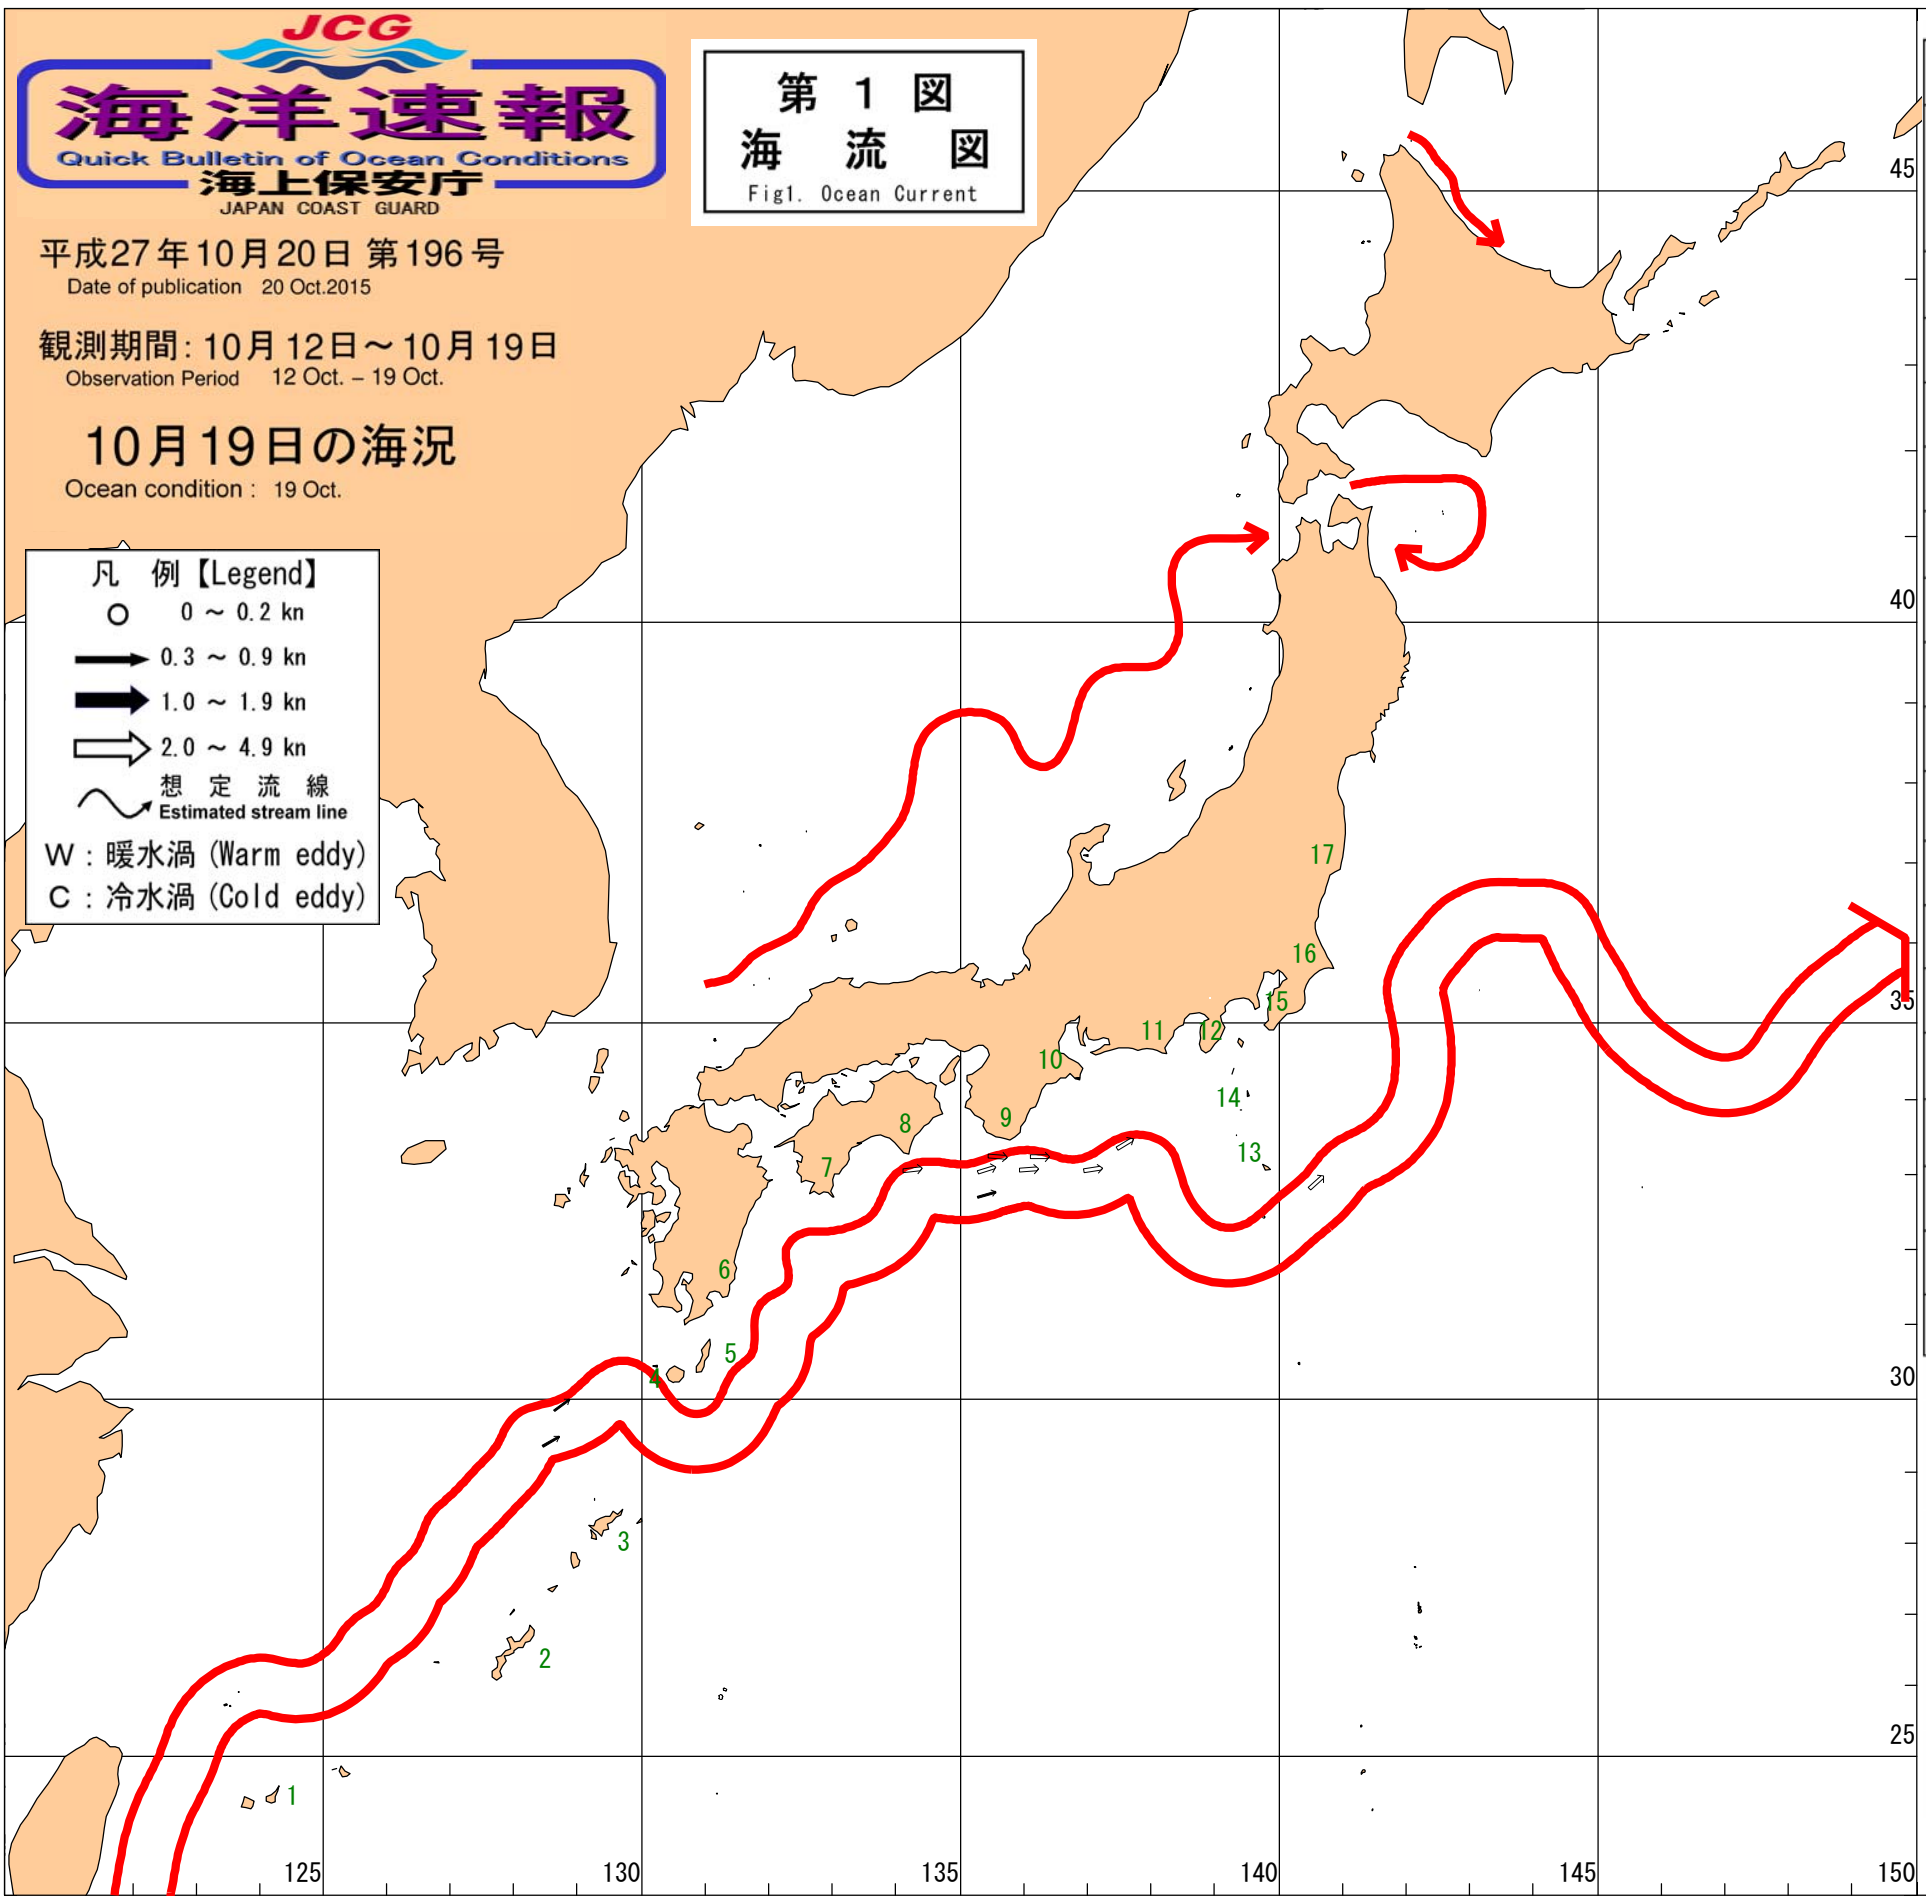 JCG
海洋速報
Quick Bulletin of Ocean Conditions
海上保安庁
JAPAN COAST GUARD
平成27年10月20日 第196号
Date of publication 20 Oct.2015
観測期間: 10月12日～10月19日
Observation Period 12 Oct. – 19 Oct.
10月19日の海況
Ocean condition : 19 Oct.
第 1 図
海 流 図
Fig1. Ocean Current
凡 例【Legend】
0 ～ 0.2 kn
0.3 ～ 0.9 kn
1.0 ～ 1.9 kn
2.0 ～ 4.9 kn
想 定 流 線
Estimated stream line
W : 暖水渦 (Warm eddy)
C : 冷水渦 (Cold eddy)
45
40
17
16
35
15
11
12
10
14
9
8
13
7
6
5
4
30
3
2
25
1
125
130
135
140
145
150